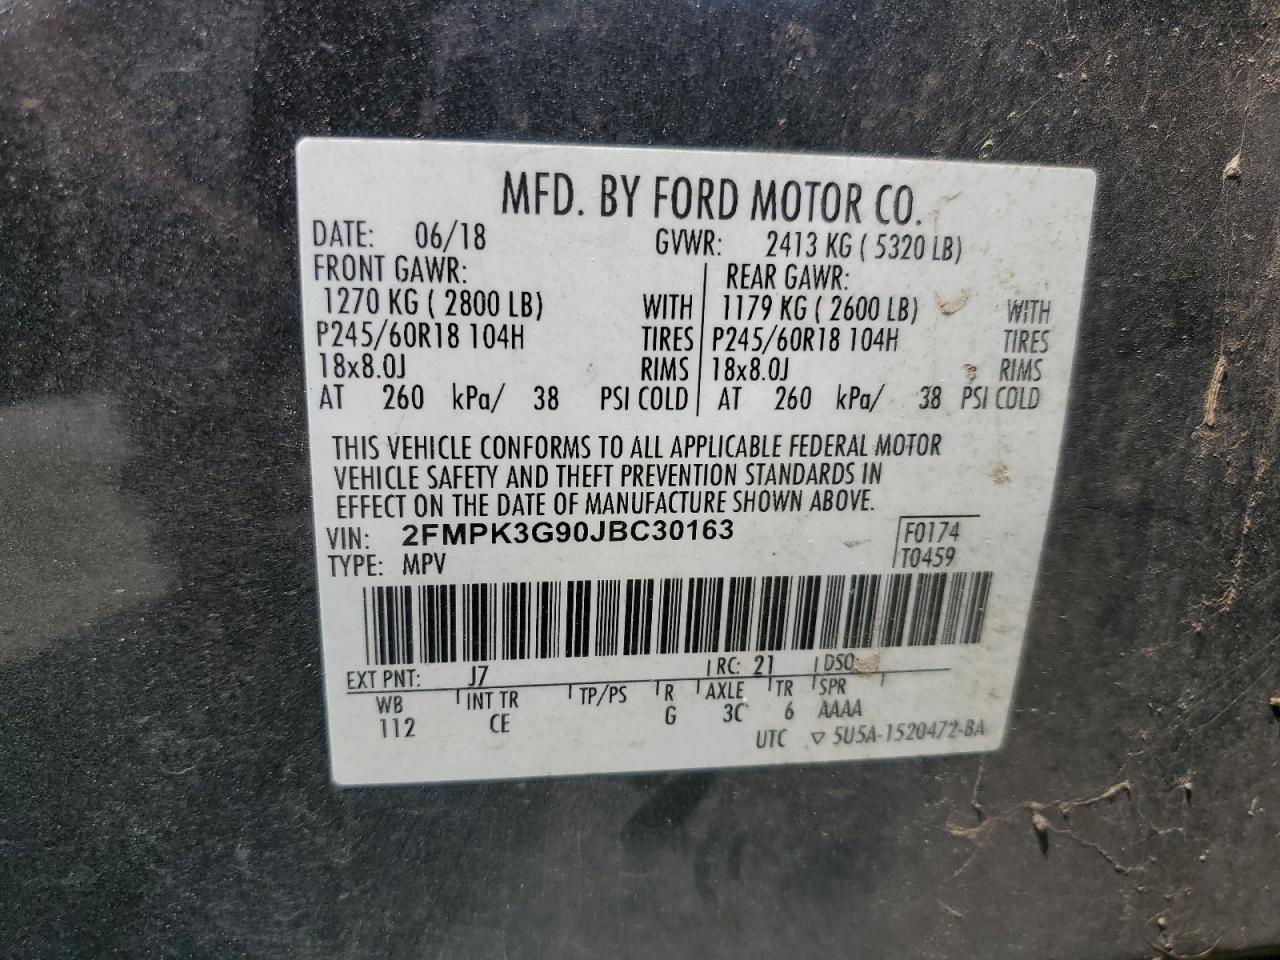 MFD. BY FORD MOTOR CO.
DATE: 06/18 GVWR: 2413 KG ( 5320 LB)
FRONT GAWR: REAR GAWR:
1270 KG ( 2800 LB) WITH 1179 KG ( 2600 LB) WITH
P245/60R18 104H TIRES P245/60R18 104H TIRES
18x8.0J RIMS 18x8.0J RIMS
AT 260 kPa/ 38 PSI COLD AT 260 kPa/ 38 PSI COLD
THIS VEHICLE CONFORMS TO ALL APPLICABLE FEDERAL MOTOR
VEHICLE SAFETY AND THEFT PREVENTION STANDARDS IN
EFFECT ON THE DATE OF MANUFACTURE SHOWN ABOVE.
VIN: 2FMPK3G90JBC30163 F0174
TYPE: MPV T0459
EXT PNT: J7 RC: 21 DSO:
WB INT TR TP/PS R AXLE TR SPR
112 CE G 3C 6 AAAA
UTC ▽ 5U5A-1520472-BA